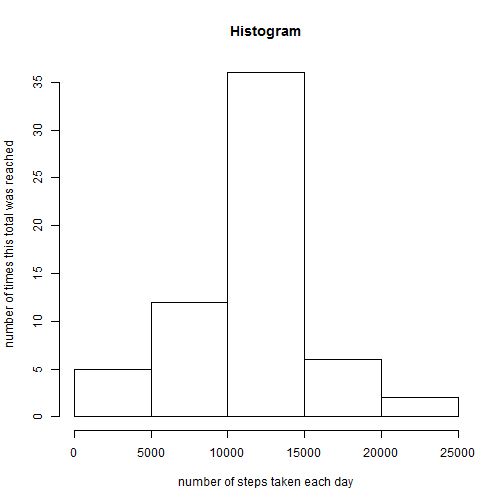 Histogram
number of times this total was reached
35
30
25
20
15
10
5
0
0 5000 10000 15000 20000 25000
number of steps taken each day